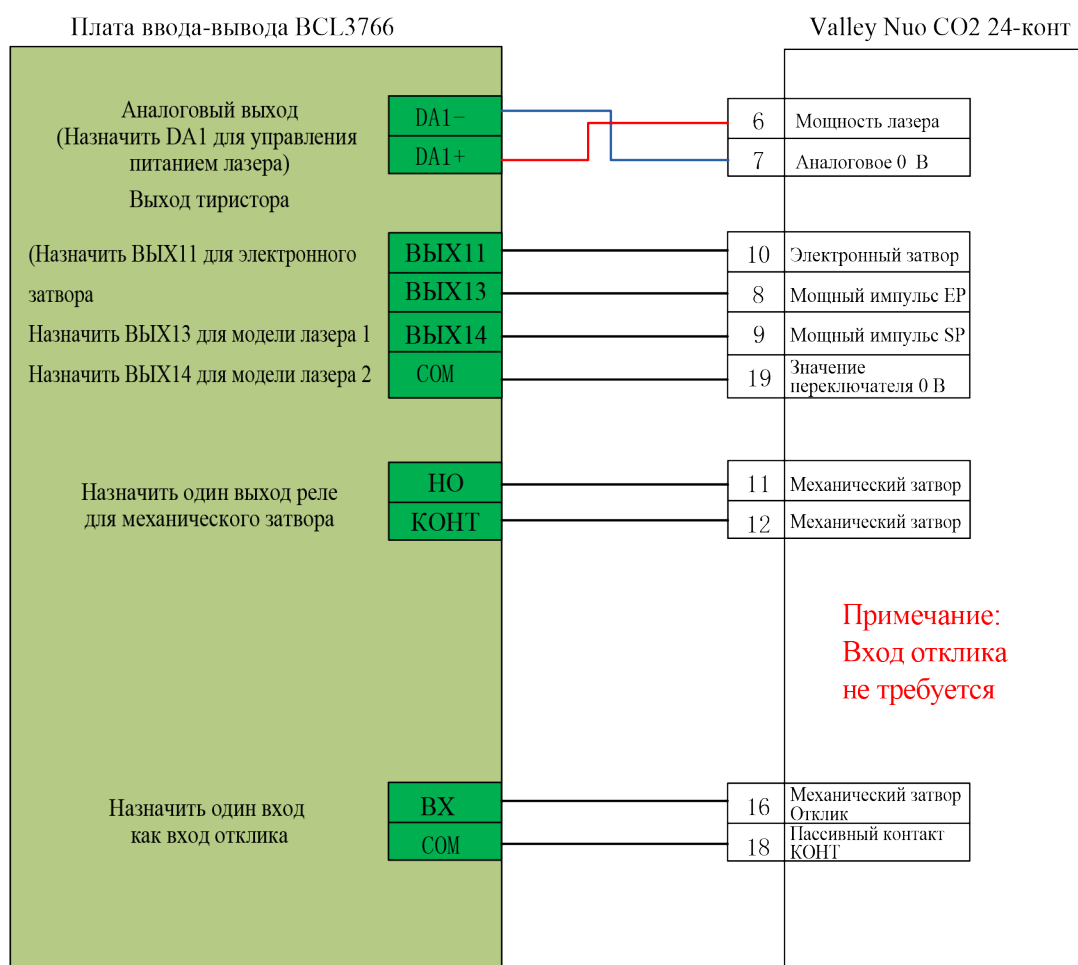 Плата ввода-вывода BCL3766
Valley Nuo CO2 24-конт
Аналоговый выход
(Назначить DA1 для управления
питанием лазера)
DA1-
DA1+
6 Мощность лазера
7 Аналоговое 0 В
Выход тиристора
(Назначить ВЫХ11 для электронного
затвора
Назначить ВЫХ13 для модели лазера 1
Назначить ВЫХ14 для модели лазера 2
ВЫХ11
ВЫХ13
ВЫХ14
COM
10 Электронный затвор
8 Мощный импульс EP
9 Мощный импульс SP
19 Значение
переключателя 0 В
Назначить один выход реле
для механического затвора
НО
КОНТ
11 Механический затвор
12 Механический затвор
Примечание:
Вход отклика
не требуется
Назначить один вход
как вход отклика
ВХ
COM
16 Механический затвор
Отклик
18 Пассивный контакт
КОНТ